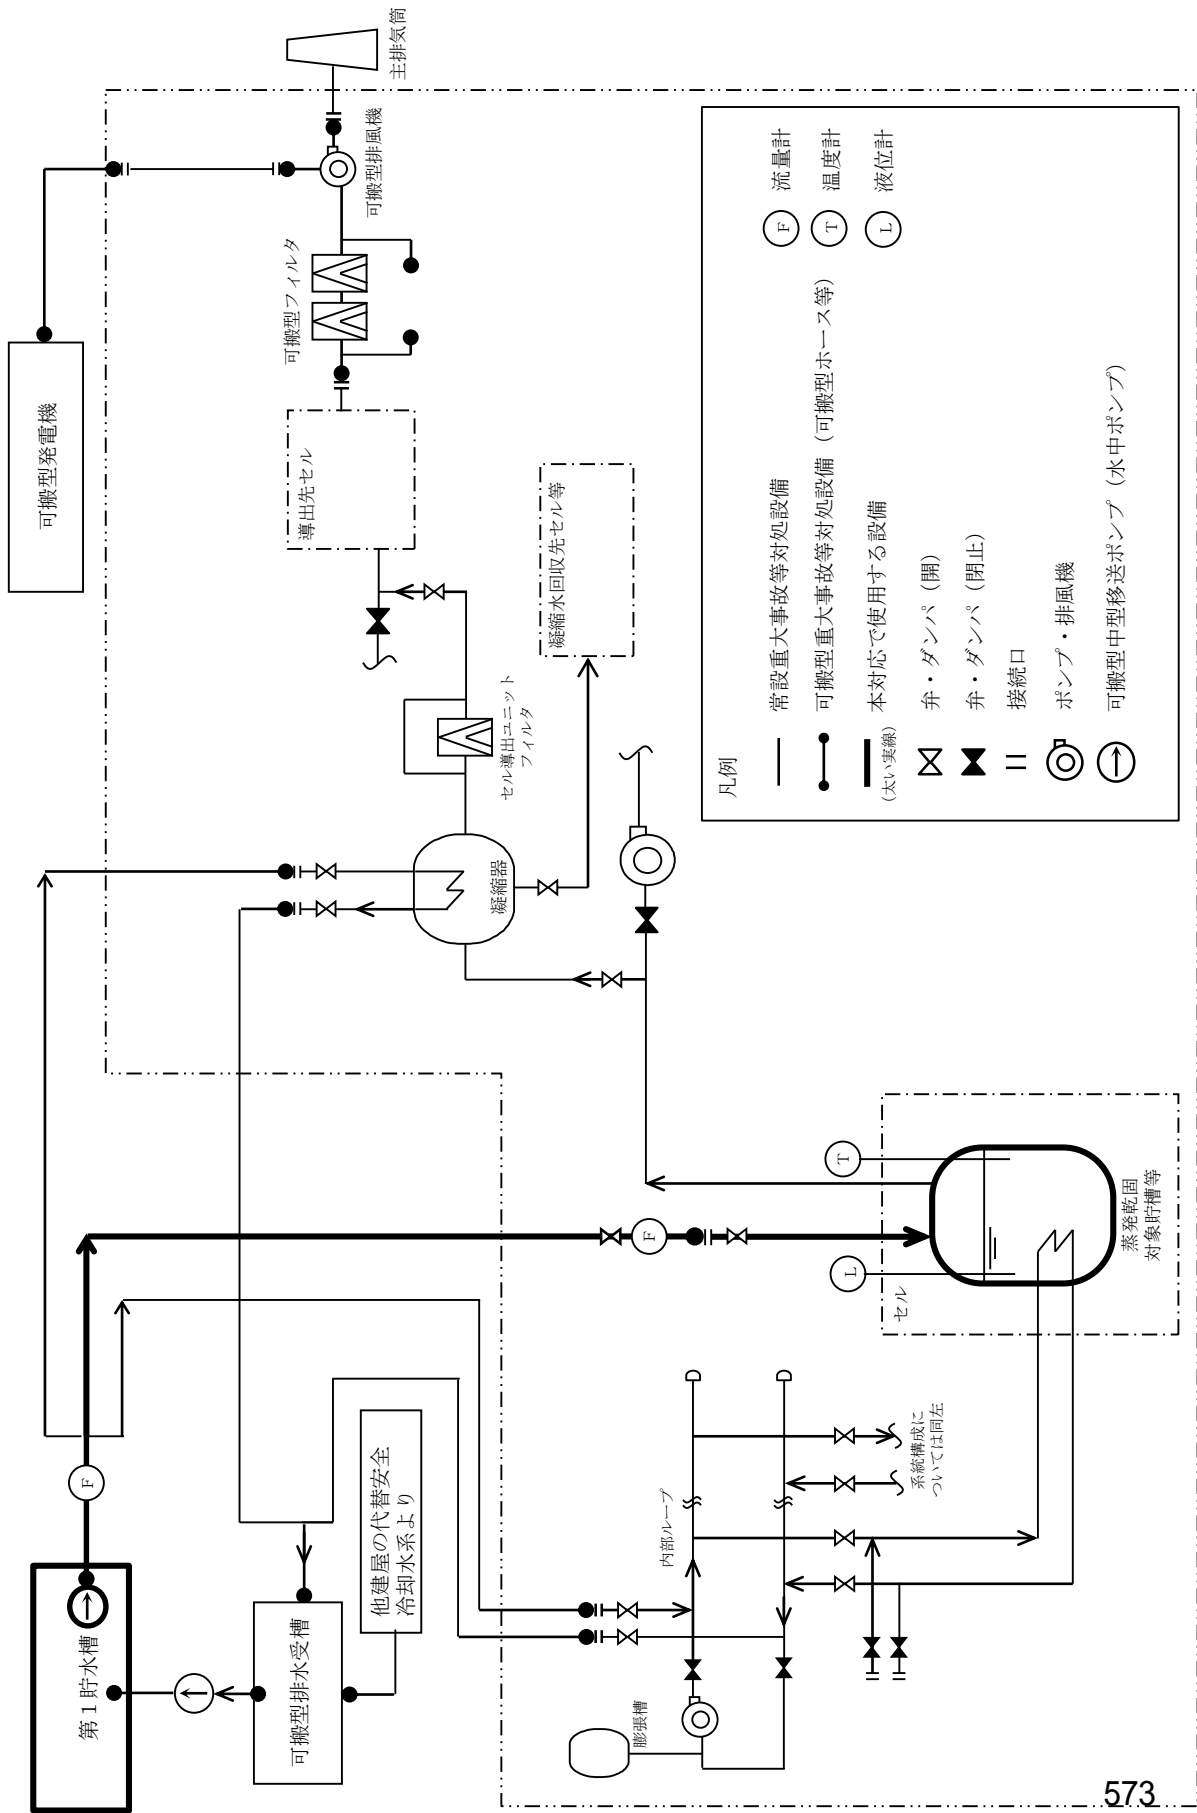 主排気筒
可搬型排風機
可搬型フィルタ
可搬型発電機
導出先セル
凝縮水回収先セル等
セル導出ユニット
フィルタ
凝縮器
凡例
常設重大事故等対処設備
可搬型重大事故等対処設備（可搬型ホース等）
本対応で使用する設備
(太い実線)
弁・ダンパ（開）
弁・ダンパ（閉止）
接続口
ポンプ・排風機
可搬型中型移送ポンプ（水中ポンプ）
F
流量計
T
温度計
L
液位計
T
F
L
セル
蒸発乾固
対象貯槽等
F
第１貯水槽
可搬型排水受槽
他建屋の代替安全
冷却水系より
内部ループ
系統構成に
ついては同左
膨張槽
573